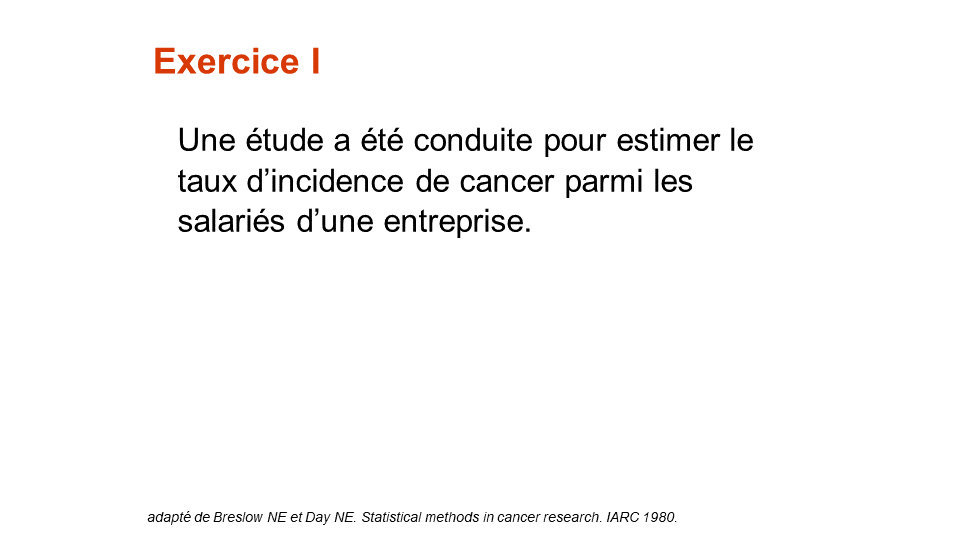 Exercice I
Une étude a été conduite pour estimer le
taux d’incidence de cancer parmi les
salariés d’une entreprise.
adapté de Breslow NE et Day NE. Statistical methods in cancer research. IARC 1980.